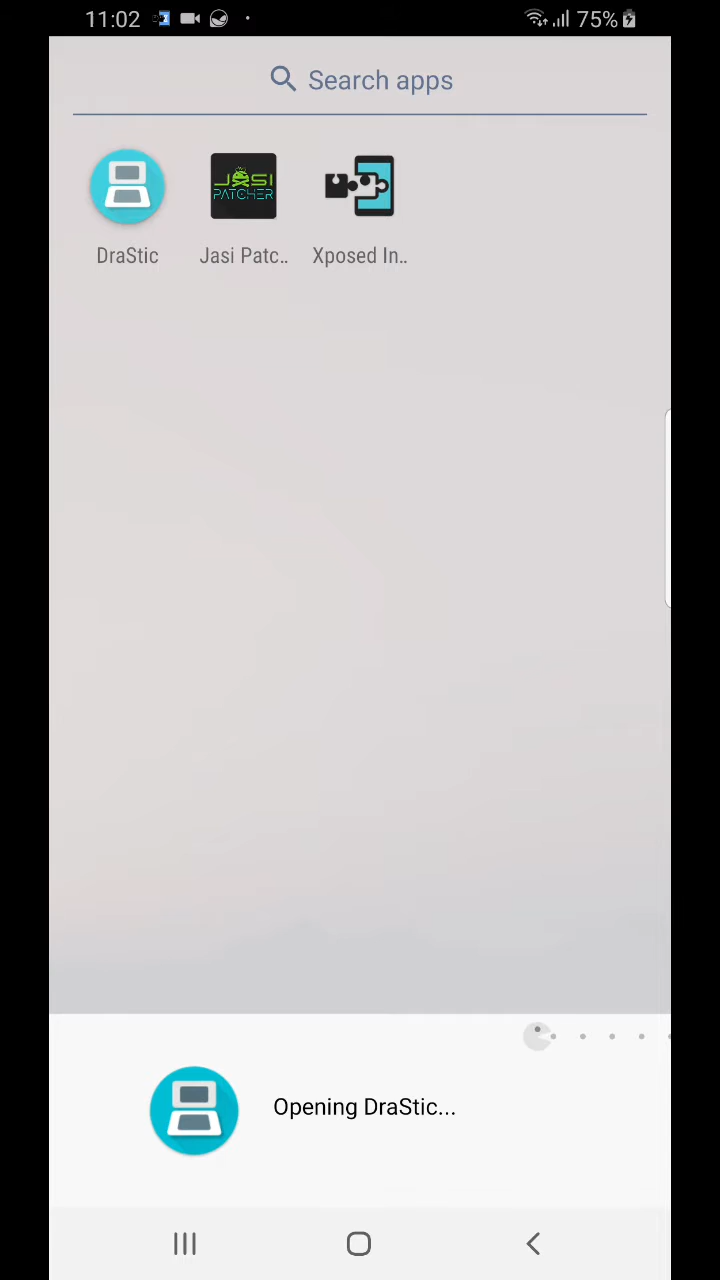 11:02
75%
Search apps
JASI
PATCHER
DraStic
Jasi Patc..
Xposed In..
Opening DraStic...